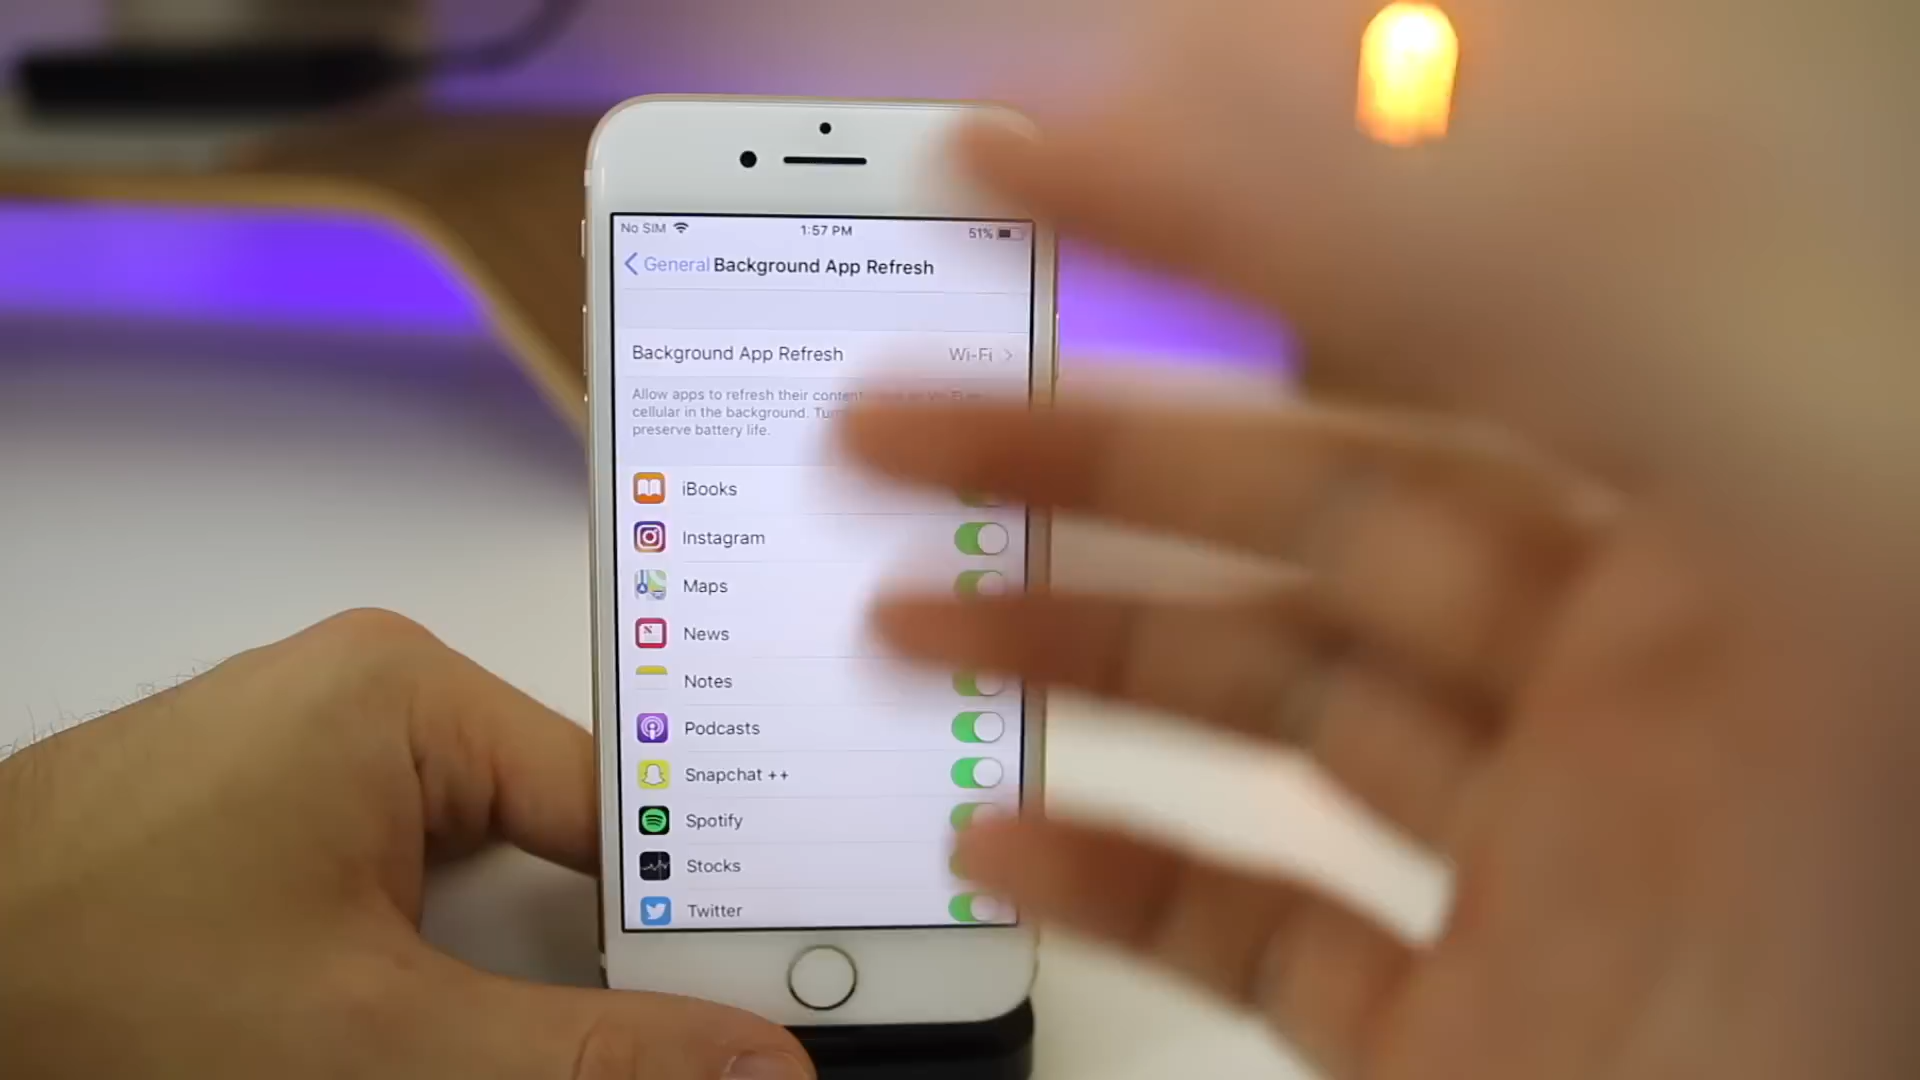 No SIM 1:57 PM 51%
General Background App Refresh
Background App Refresh Wi-Fi
Allow apps to refresh their content
cellular in the background.
preserve battery life.
iBooks
Instagram
Maps
News
Notes
Podcasts
Snapchat ++
Spotify
Stocks
Twitter